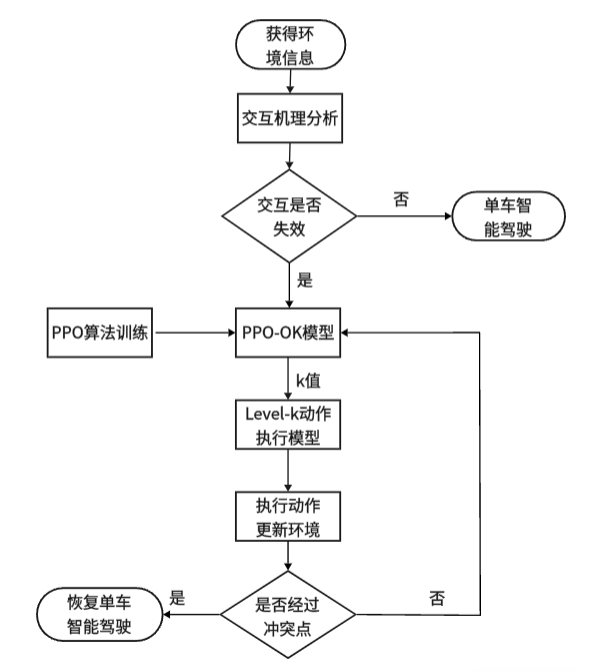 获得环
境信息
交互机理分析
交互是否
失效
否
单车智
能驾驶
是
PPO算法训练
PPO-OK模型
k值
Level-k动作
执行模型
执行动作
更新环境
是否经过
冲突点
是
恢复单车
智能驾驶
否